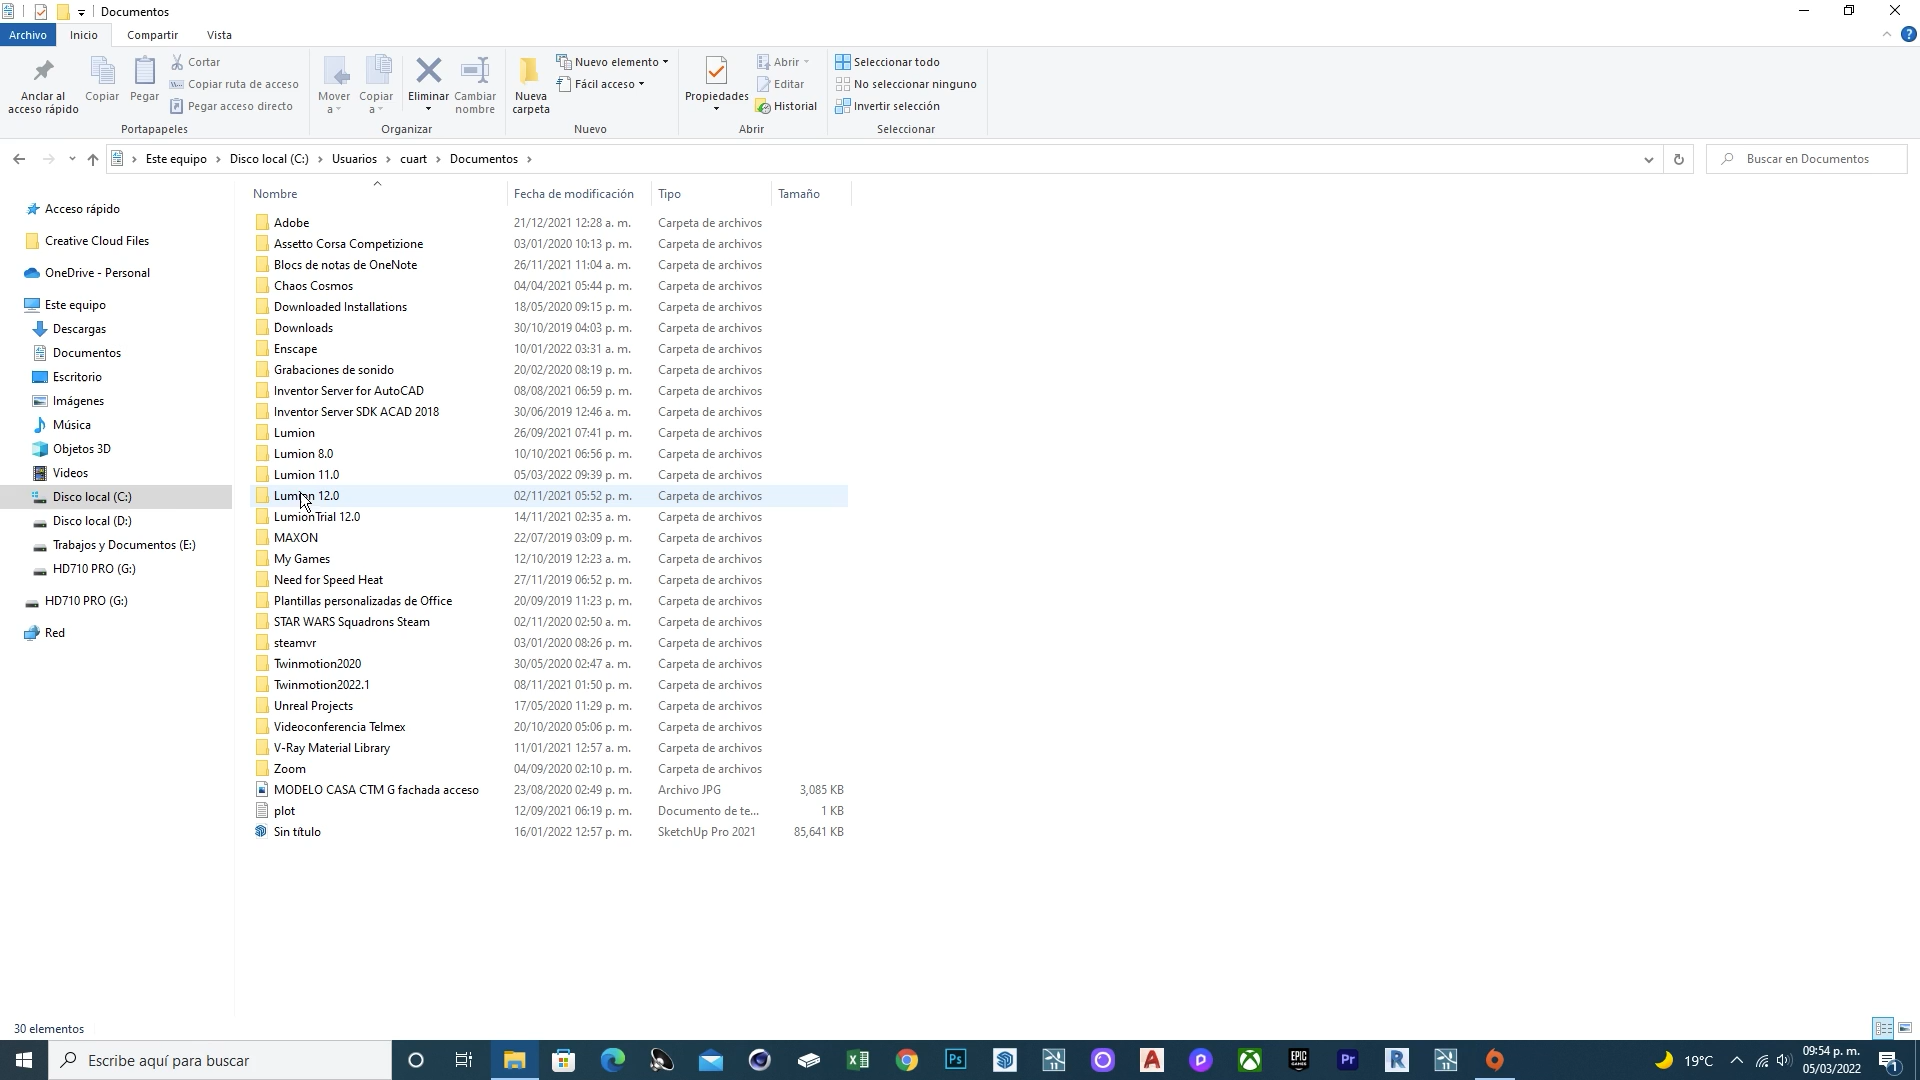 Documentos
Archivo Inicio Compartir Vista
Anclar al acceso rápido
Copiar
Pegar
Cortar
Copiar ruta de acceso
Pegar acceso directo
Portapapeles
Mover a
Copiar a
Eliminar
Cambiar nombre
Organizar
Nueva carpeta
Nuevo elemento
Fácil acceso
Nuevo
Propiedades
Abrir
Editar
Historial
Abrir
Seleccionar todo
No seleccionar ninguno
Invertir selección
Seleccionar
Este equipo > Disco local (C:) > Usuarios > cuart > Documentos >
Buscar en Documentos
Acceso rápido
Creative Cloud Files
OneDrive - Personal
Este equipo
Descargas
Documentos
Escritorio
Imágenes
Música
Objetos 3D
Videos
Disco local (C:)
Disco local (D:)
Trabajos y Documentos (E:)
HD710 PRO (G:)
HD710 PRO (G:)
Red
Nombre Fecha de modificación Tipo Tamaño
Adobe 21/12/2021 12:28 a. m. Carpeta de archivos
Assetto Corsa Competizione 03/01/2020 10:13 p. m. Carpeta de archivos
Blocs de notas de OneNote 26/11/2021 11:04 a. m. Carpeta de archivos
Chaos Cosmos 04/04/2021 05:44 p. m. Carpeta de archivos
Downloaded Installations 18/05/2020 09:15 p. m. Carpeta de archivos
Downloads 30/10/2019 04:03 p. m. Carpeta de archivos
Enscape 10/01/2022 03:31 a. m. Carpeta de archivos
Grabaciones de sonido 20/02/2020 08:19 p. m. Carpeta de archivos
Inventor Server for AutoCAD 08/08/2021 06:59 p. m. Carpeta de archivos
Inventor Server SDK ACAD 2018 30/06/2019 12:46 a. m. Carpeta de archivos
Lumion 26/09/2021 07:41 p. m. Carpeta de archivos
Lumion 8.0 10/10/2021 06:56 p. m. Carpeta de archivos
Lumion 11.0 05/03/2022 09:39 p. m. Carpeta de archivos
Lumion 12.0 02/11/2021 05:52 p. m. Carpeta de archivos
LumionTrial 12.0 14/11/2021 02:35 a. m. Carpeta de archivos
MAXON 22/07/2019 03:09 p. m. Carpeta de archivos
My Games 12/10/2019 12:23 a. m. Carpeta de archivos
Need for Speed Heat 27/11/2019 06:52 p. m. Carpeta de archivos
Plantillas personalizadas de Office 20/09/2019 11:23 p. m. Carpeta de archivos
STAR WARS Squadrons Steam 02/11/2020 02:50 a. m. Carpeta de archivos
steamvr 03/01/2020 08:26 p. m. Carpeta de archivos
Twinmotion2020 30/05/2020 02:47 a. m. Carpeta de archivos
Twinmotion2022.1 08/11/2021 01:50 p. m. Carpeta de archivos
Unreal Projects 17/05/2020 11:29 p. m. Carpeta de archivos
Videoconferencia Telmex 20/10/2020 05:06 p. m. Carpeta de archivos
V-Ray Material Library 11/01/2021 12:57 a. m. Carpeta de archivos
Zoom 04/09/2020 02:10 p. m. Carpeta de archivos
MODELO CASA CTM G fachada acceso 23/08/2020 02:49 p. m. Archivo JPG 3,085 KB
plot 12/09/2021 06:19 p. m. Documento de te... 1 KB
Sin título 16/01/2022 12:57 p. m. SketchUp Pro 2021 85,641 KB
30 elementos
Escribe aquí para buscar
Ps
A
EPIC GAMES
Pr
R
19°C
09:54 p. m.
05/03/2022
1